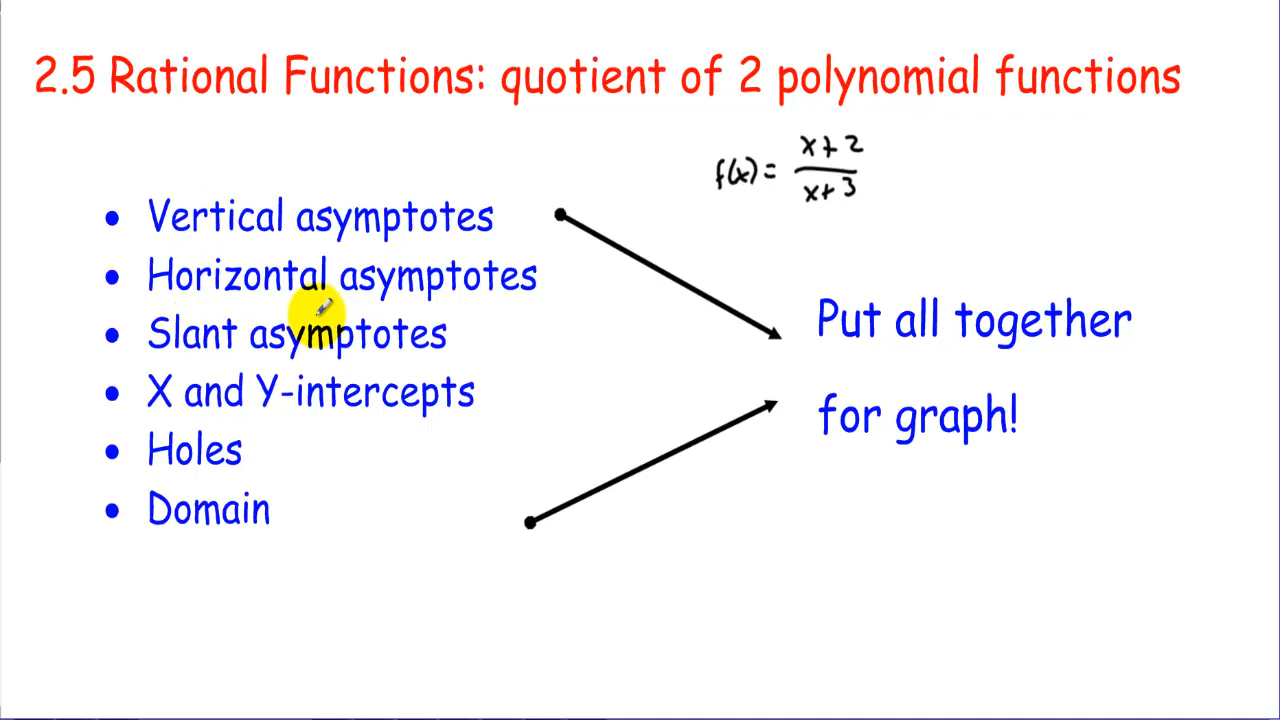 2.5 Rational Functions: quotient of 2 polynomial functions
f(x) = x+2
x+3
• Vertical asymptotes
• Horizontal asymptotes
• Slant asymptotes
• X and Y-intercepts
• Holes
• Domain
Put all together
for graph!